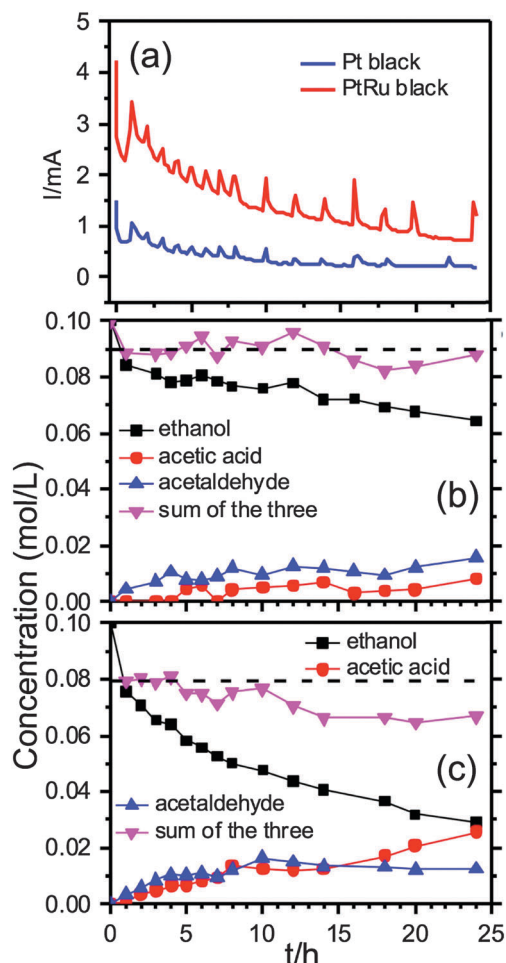 (a)
Pt black
PtRu black
I/mA
5
4
3
2
1
0
Concentration (mol/L)
0.10
0.08
0.06
0.04
0.02
0.00
ethanol
acetic acid
acetaldehyde
sum of the three
(b)
0.10
0.08
0.06
0.04
0.02
0.00
ethanol
acetic acid
(c)
acetaldehyde
sum of the three
0 5 10 15 20 25
t/h